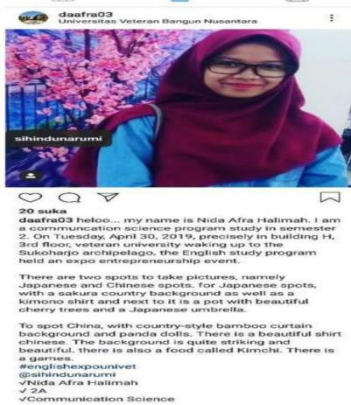 daafra03
Universitas Veteran Bangun Nusantara
sihindunarumi
20 suka
daafra03 heloo... my name is Nida Afra Halimah. I am
a communcation science program study in semester
2. On Tuesday, April 30, 2019, precisely in building H,
3rd floor, veteran university waking up to the
Sukoharjo archipelago, the English study program
held an expo entrepreneurship event.
There are two spots to take pictures, namely
Japanese and Chinese spots. For Japanese spots,
with a sakura country background as well as a
kimono shirt and next to it is a pot with beautiful
cherry trees and a Japanese umbrella.
To spot China, with country-style bamboo curtain
background and panda dolls. There is a beautiful shirt
chinese. The background is quite striking and
beautiful. there is also a food called Kimchi. There is
a games.
#englishexpounivet
@sihindunarumi
√Nida Afra Halimah
√ 2A
√Communication Science